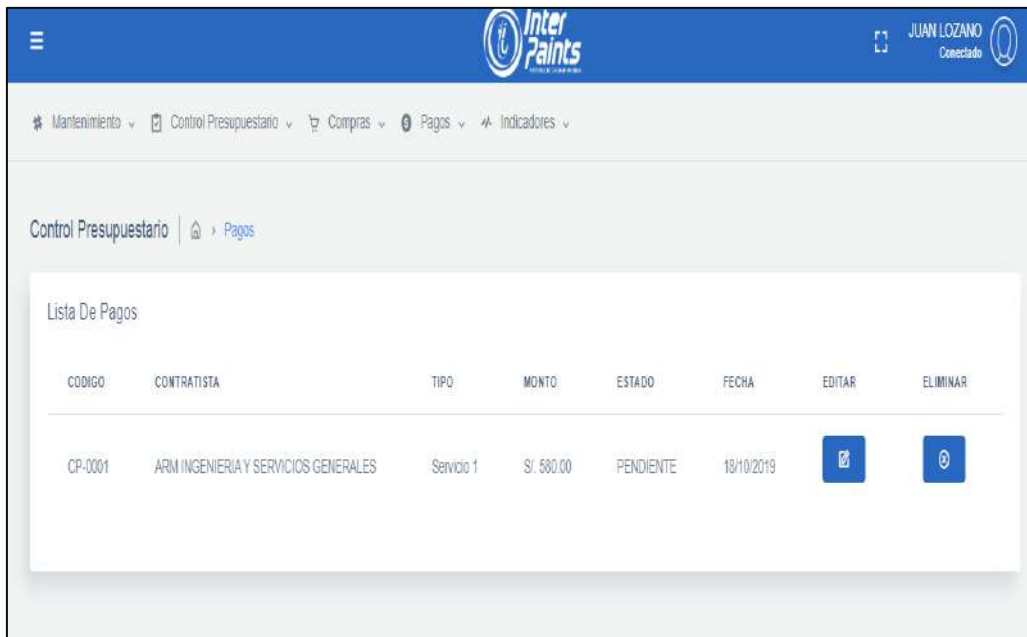 Inter
Paints
JUAN LOZANO
Conectado
Mantenimiento
Control Presupuestario
Compras
Pagos
Indicadores
Control Presupuestario
Pagos
Lista De Pagos
CODIGO CONTRATISTA TIPO MONTO ESTADO FECHA EDITAR ELIMINAR
CP-0001 ARM INGENIERIA Y SERVICIOS GENERALES Servicio 1 S/. 580.00 PENDIENTE 18/10/2019